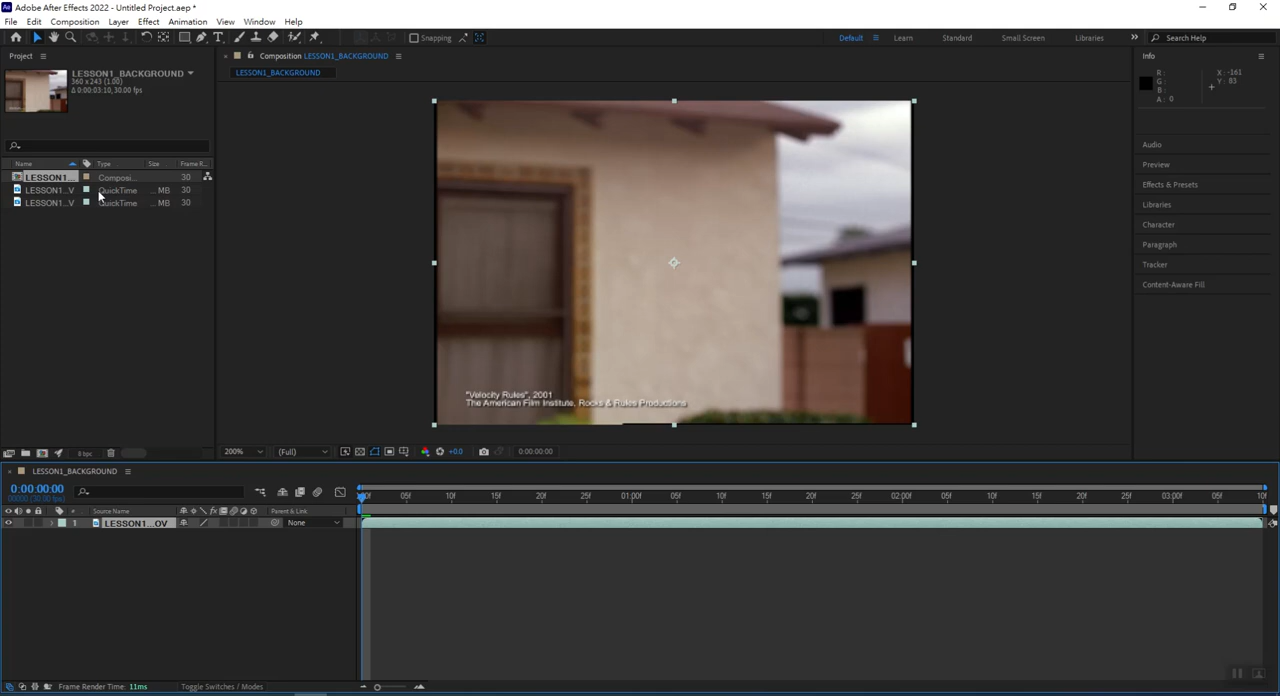 Adobe After Effects 2022 - Untitled Project.aep *
File Edit Composition Layer Effect Animation View Window Help
Snapping
Default Learn Standard Small Screen Libraries Search Help
Project
Composition LESSON1_BACKGROUND
Info
LESSON1_BACKGROUND
LESSON1_BACKGROUND
360 x 243 (1.00)
Δ 0:00:03:10, 30.00 fps
R :
G :
B :
A : 0
X : -161
Y : 83
Name Type Size Frame R...
LESSON1... Composi... 30
LESSON1...V QuickTime ... MB 30
LESSON1...V QuickTime ... MB 30
Audio
Preview
Effects & Presets
Libraries
Character
Paragraph
Tracker
Content-Aware Fill
"Velocity Rules", 2001
The American Film Institute, Rocks & Rules Productions
8 bpc
200% (Full) +0.0 0:00:00:00
LESSON1_BACKGROUND
0:00:00:00
00000 (30.00 fps)
05f 10f 15f 20f 25f 01:00f 05f 10f 15f 20f 25f 02:00f 05f 10f 15f 20f 25f 03:00f 05f 10f
# Source Name fx Parent & Link
1 LESSON1...OV None
Frame Render Time: 11ms Toggle Switches / Modes